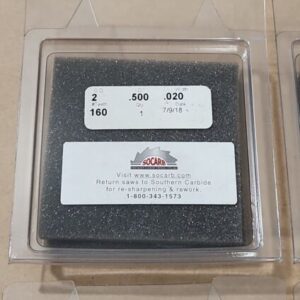 2 .500 .020
160 1 7/9/18
SOCARB
Visit www.socarb.com
Return saws to Southern Carbide
for re-sharpening & rework.
1-800-343-1573